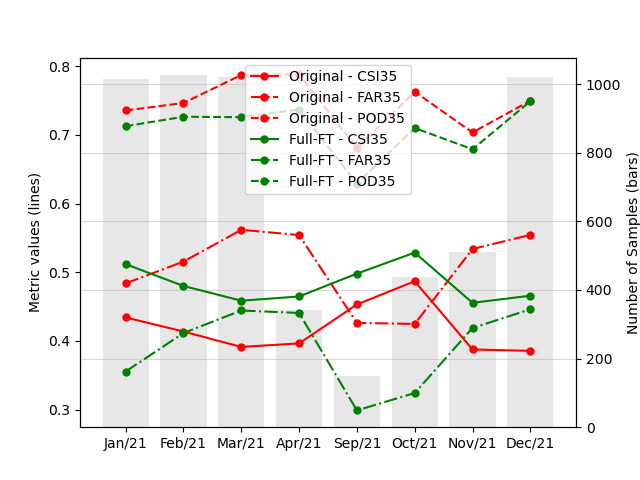 0.8
0.7
0.6
0.5
0.4
0.3
Metric values (lines)
Original - CSI35
Original - FAR35
Original - POD35
Full-FT - CSI35
Full-FT - FAR35
Full-FT - POD35
1000
800
600
400
200
0
Number of Samples (bars)
Jan/21 Feb/21 Mar/21 Apr/21 Sep/21 Oct/21 Nov/21 Dec/21